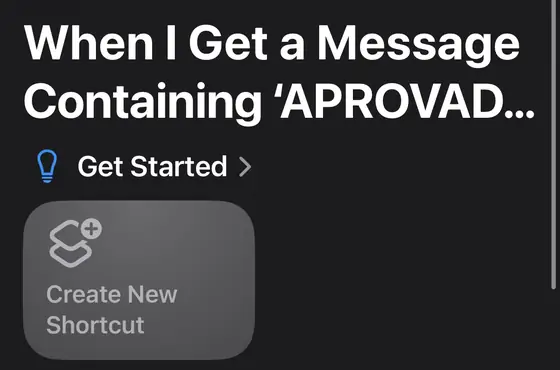 When I Get a Message
Containing ‘APROVAD...
Get Started
Create New
Shortcut